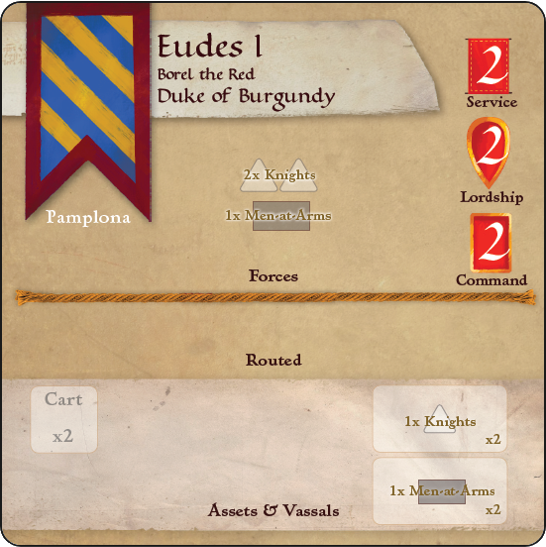 Eudes I
Borel the Red
Duke of Burgundy
2
Service
2
Lordship
2
Command
Pamplona
2x Knights
1x Men-at-Arms
Forces
Routed
Cart
x2
1x Knights
x2
1x Men-at-Arms
x2
Assets & Vassals